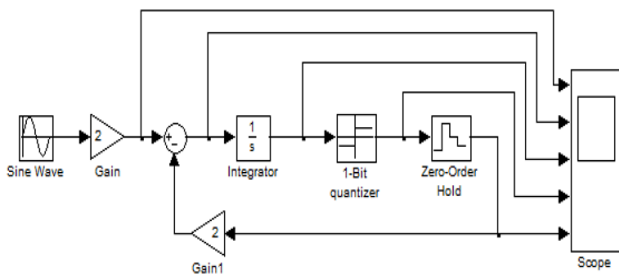 2
+
−
1
s
2
Sine Wave
Gain
Integrator
1-Bit
quantizer
Zero-Order
Hold
Gain1
Scope